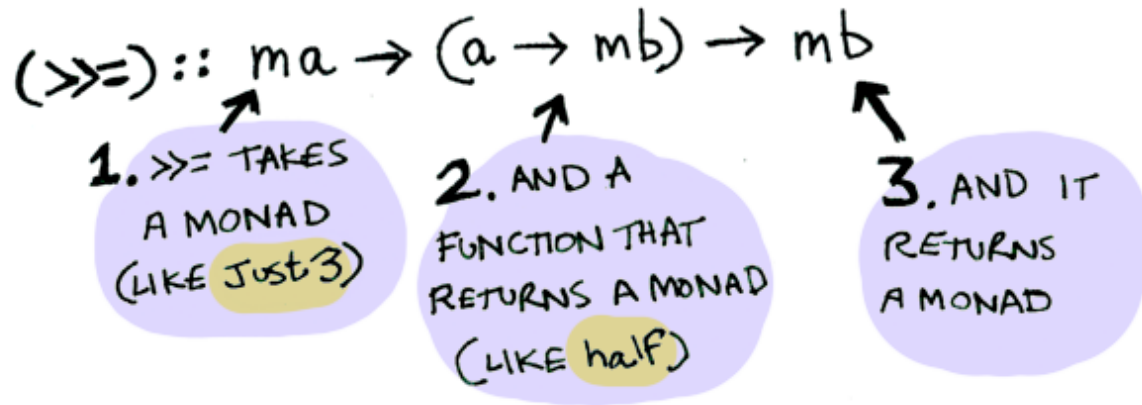 (>>=) :: ma → (a → mb) → mb
1. >>= TAKES
A MONAD
(LIKE Just 3)
2. AND A
FUNCTION THAT
RETURNS A MONAD
(LIKE half)
3. AND IT
RETURNS
A MONAD